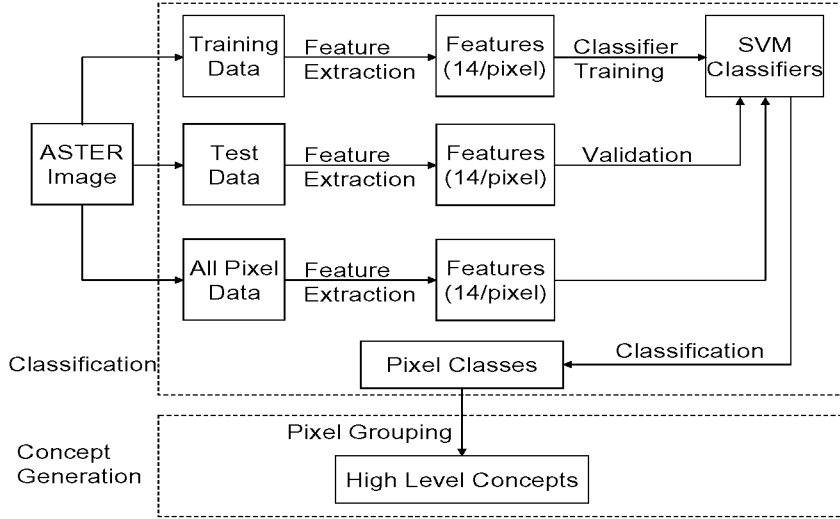 Training
Data
Feature
Extraction
Features
(14/pixel)
Classifier
Training
SVM
Classifiers
ASTER
Image
Test
Data
Feature
Extraction
Features
(14/pixel)
Validation
All Pixel
Data
Feature
Extraction
Features
(14/pixel)
Classification
Pixel Classes
Classification
Pixel Grouping
Concept
Generation
High Level Concepts